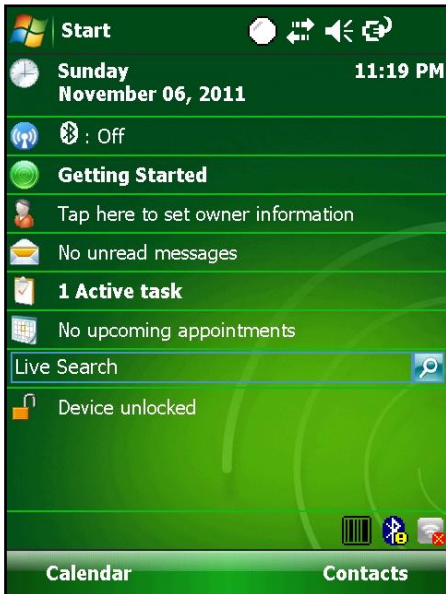 Start
Sunday 11:19 PM
November 06, 2011
: Off
Getting Started
Tap here to set owner information
No unread messages
1 Active task
No upcoming appointments
Live Search
Device unlocked
Calendar Contacts